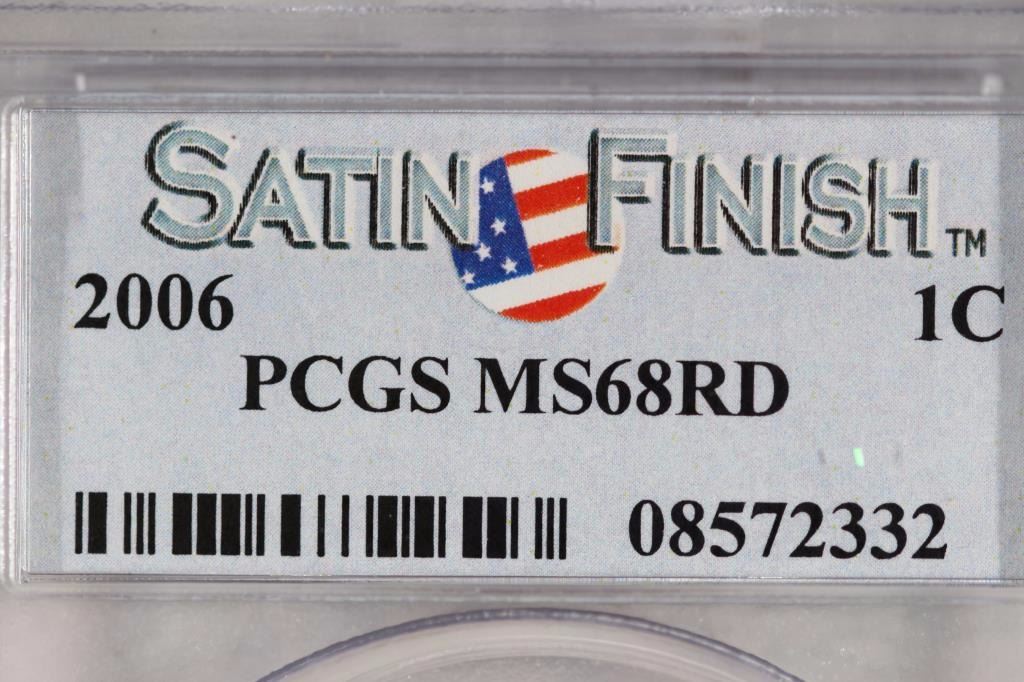 SATIN FINISH™
2006 1C
PCGS MS68RD
08572332